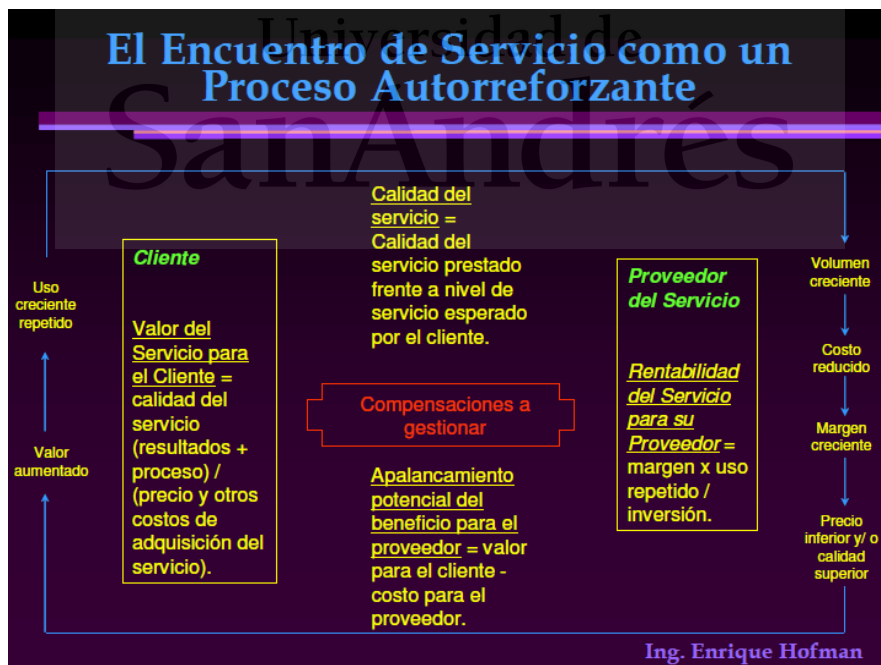 Universidad de
SanAndrés
El Encuentro de Servicio como un
Proceso Autorreforzante
Uso
creciente
repetido
Valor
aumentado
Cliente
Valor del
Servicio para
el Cliente =
calidad del
servicio
(resultados +
proceso) /
(precio y otros
costos de
adquisición del
servicio).
Calidad del
servicio =
Calidad del
servicio prestado
frente a nivel de
servicio esperado
por el cliente.
Compensaciones a
gestionar
Apalancamiento
potencial del
beneficio para el
proveedor = valor
para el cliente -
costo para el
proveedor.
Proveedor
del Servicio
Rentabilidad
del Servicio
para su
Proveedor =
margen x uso
repetido /
inversión.
Volumen
creciente
Costo
reducido
Margen
creciente
Precio
inferior y/ o
calidad
superior
Ing. Enrique Hofman